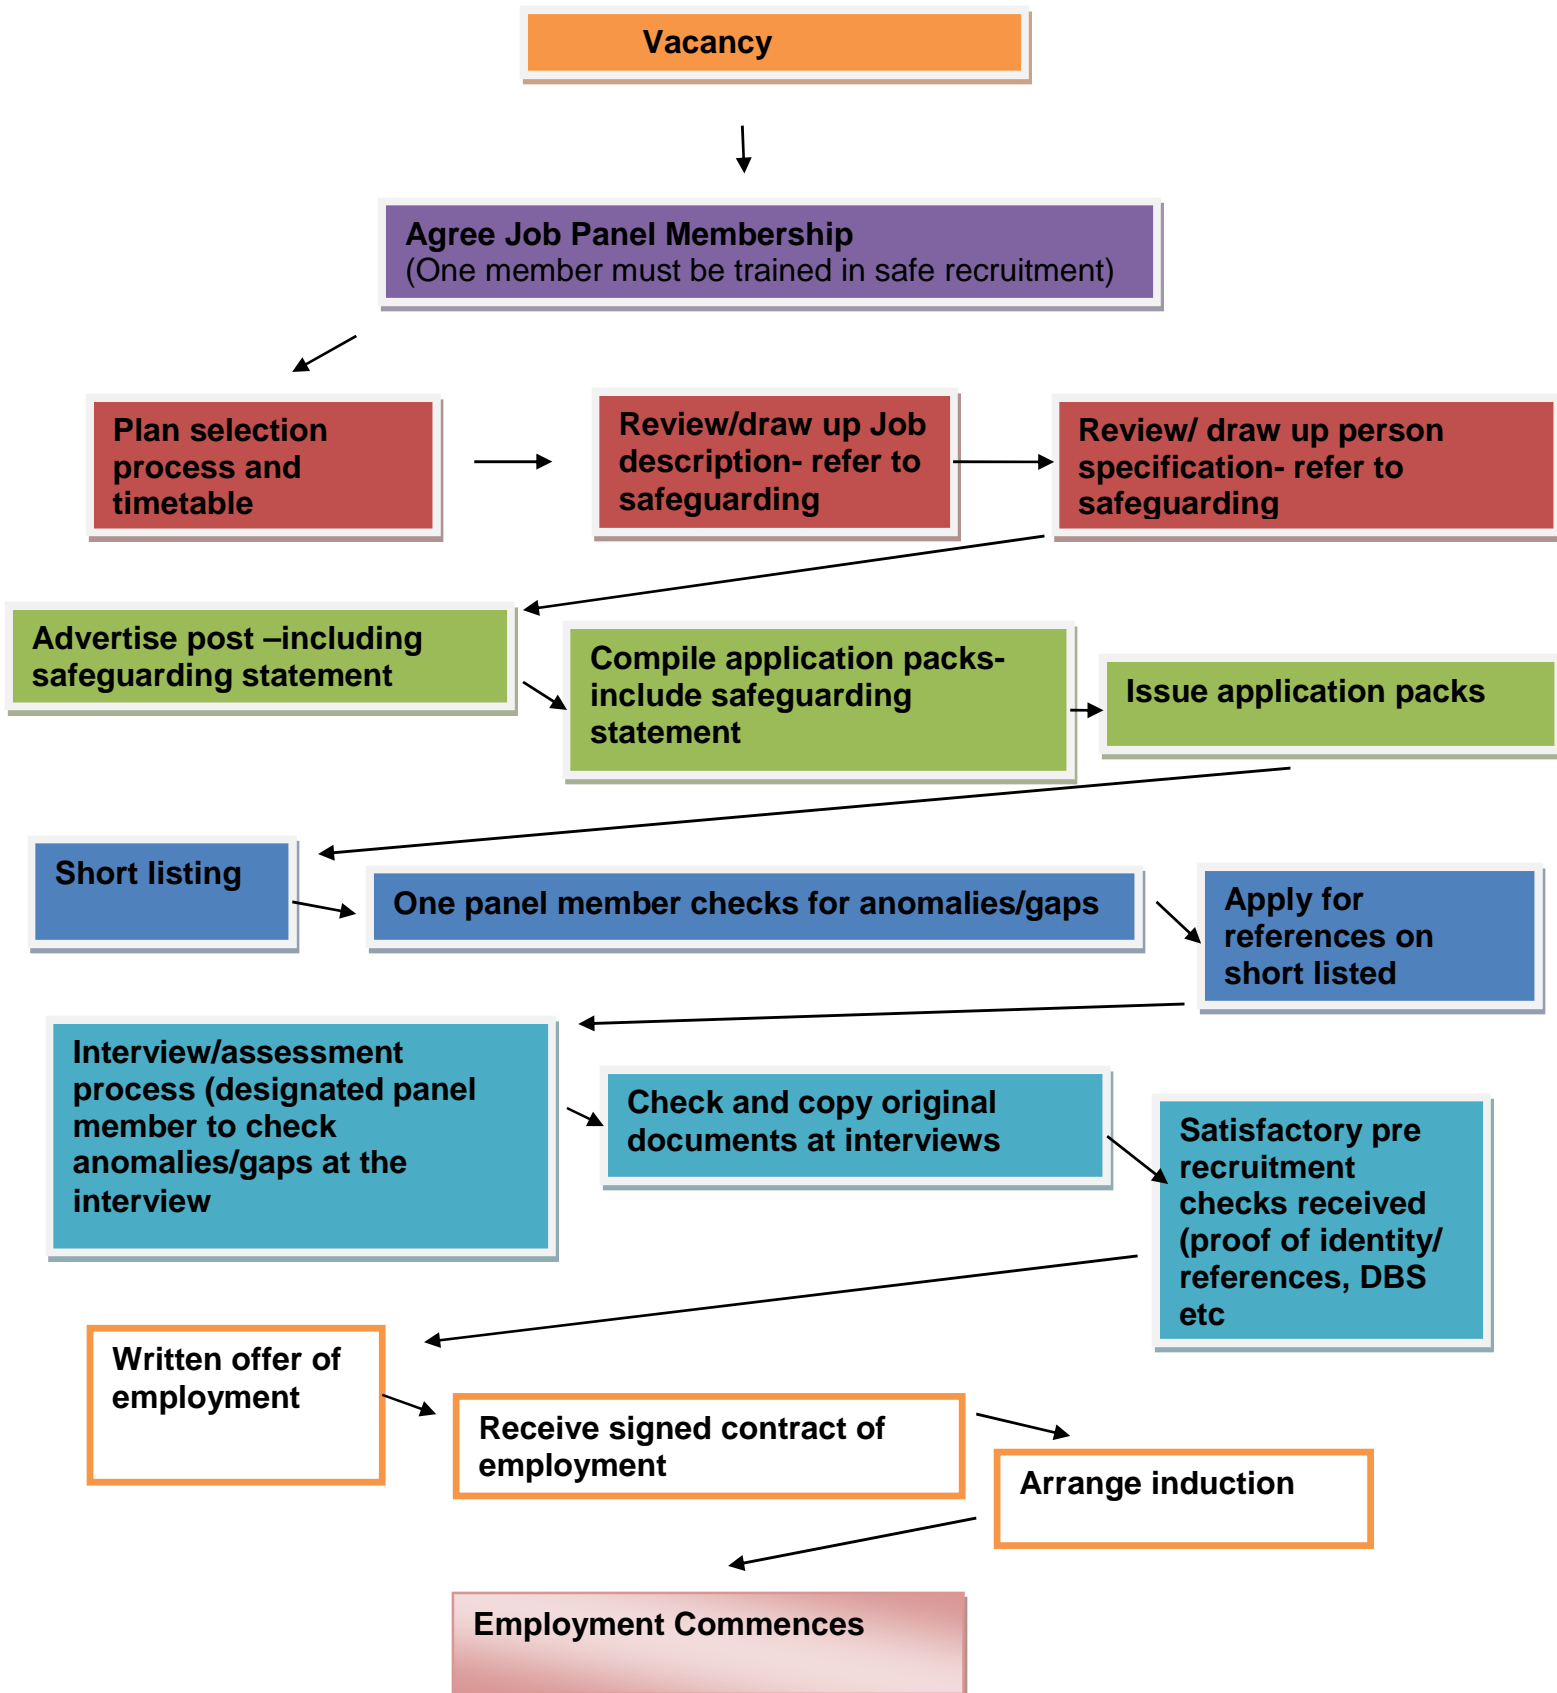 Vacancy
Agree Job Panel Membership
(One member must be trained in safe recruitment)
Plan selection
process and
timetable
Review/draw up Job
description- refer to
safeguarding
Review/ draw up person
specification- refer to
safeguarding
Advertise post –including
safeguarding statement
Compile application packs-
include safeguarding
statement
Issue application packs
Short listing
One panel member checks for anomalies/gaps
Apply for
references on
short listed
Interview/assessment
process (designated panel
member to check
anomalies/gaps at the
interview
Check and copy original
documents at interviews
Satisfactory pre
recruitment
checks received
(proof of identity/
references, DBS
etc
Written offer of
employment
Receive signed contract of
employment
Arrange induction
Employment Commences